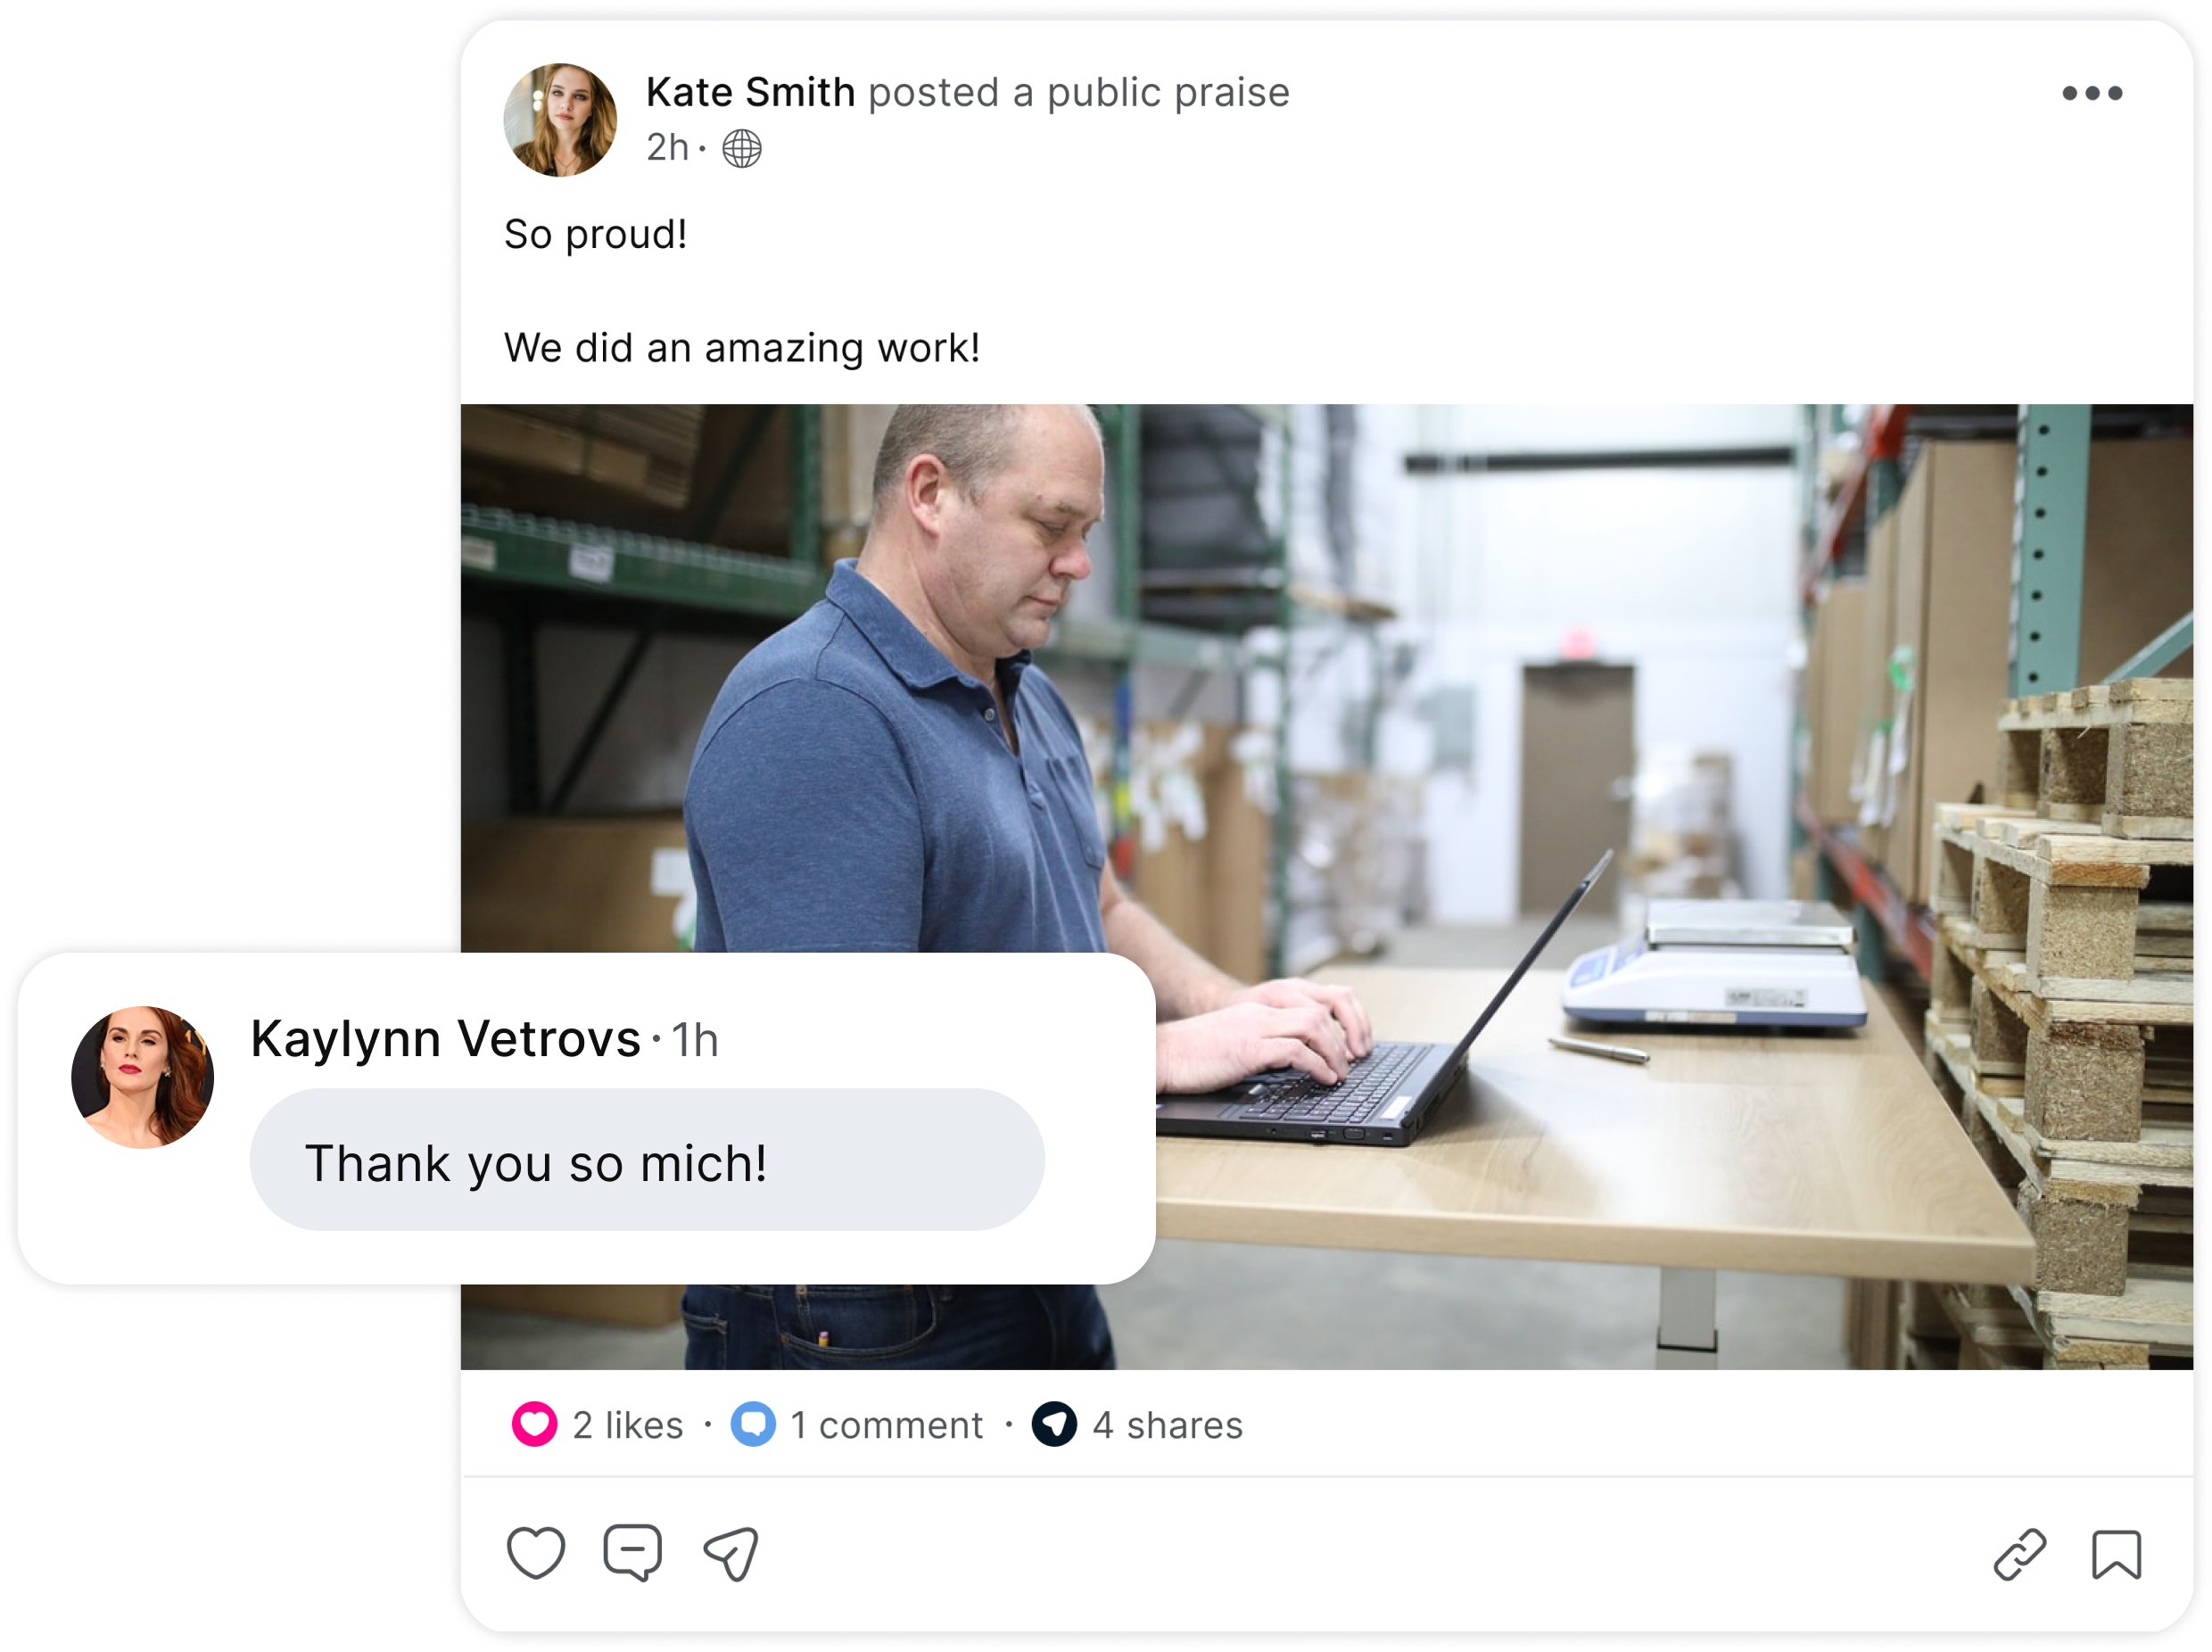 Kate Smith posted a public praise
2h ·
So proud!
We did an amazing work!
Kaylynn Vetrovs · 1h
Thank you so mich!
2 likes · 1 comment · 4 shares